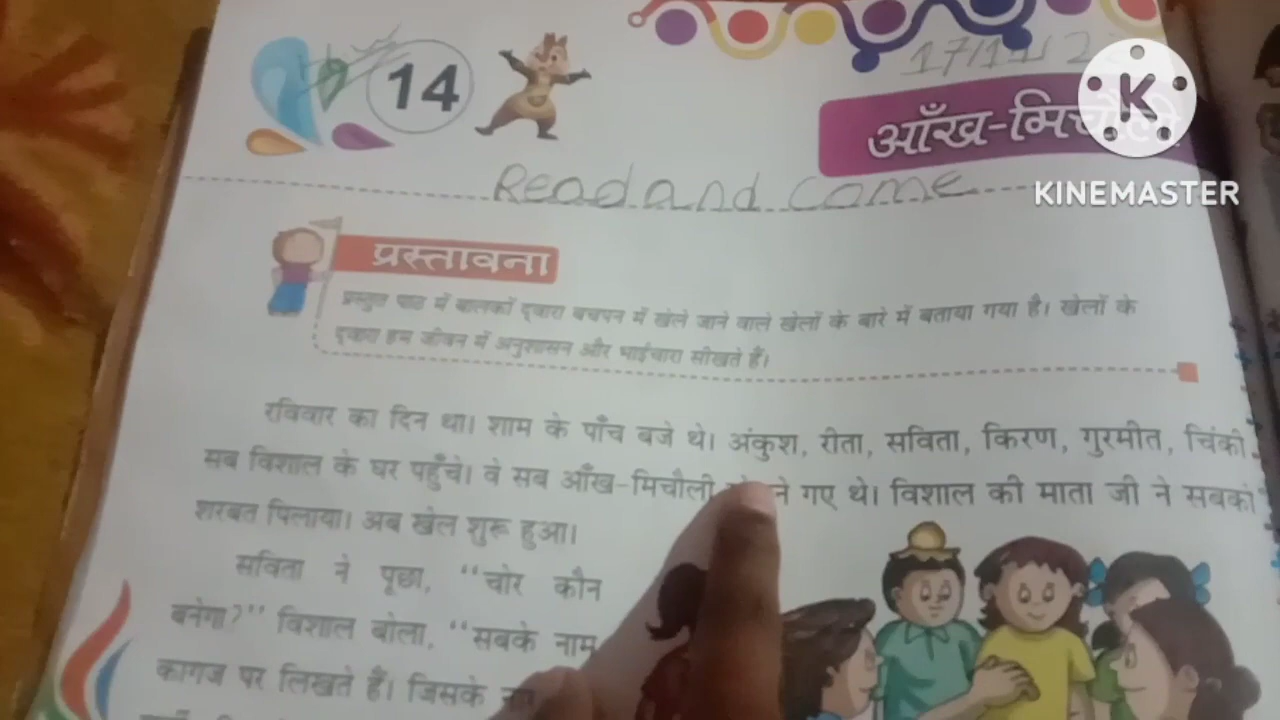 14
17/11/2
आँख-मिचौली
K
KINEMASTER
Read and Come
प्रस्तावना
प्रस्तुत पाठ में बालकों द्वारा बचपन में खेले जाने वाले खेलों के बारे में बताया गया है। खेलों के
द्वारा हम जीवन में अनुशासन और भाईचारा सीखते हैं।
रविवार का दिन था। शाम के पाँच बजे थे। अंकुश, रीता, सविता, किरण, गुरमीत, चिंकी
सब विशाल के घर पहुँचे। वे सब आँख-मिचौली गए थे। विशाल की माता जी ने सबको
शरबत पिलाया। अब खेल शुरू हुआ।
सविता ने पूछा, “चोर कौन
बनेगा?” विशाल बोला, “सबके नाम
कागज पर लिखते हैं। जिसके